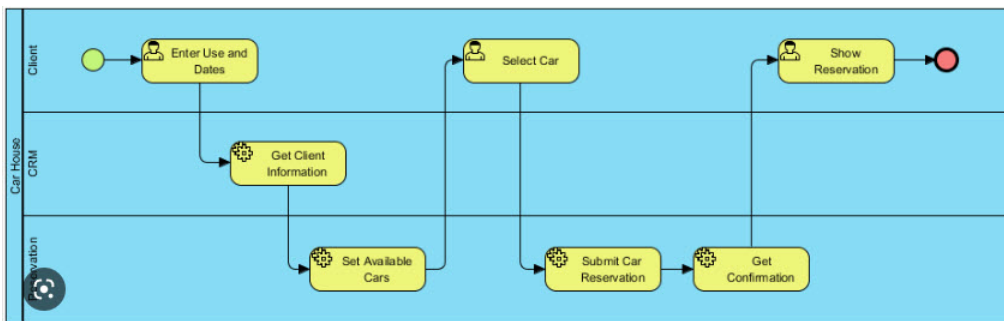 Car House
Client
Enter Use and
Dates
Select Car
Show
Reservation
CRM
Get Client
Information
Set Available
Cars
Submit Car
Reservation
Get
Confirmation